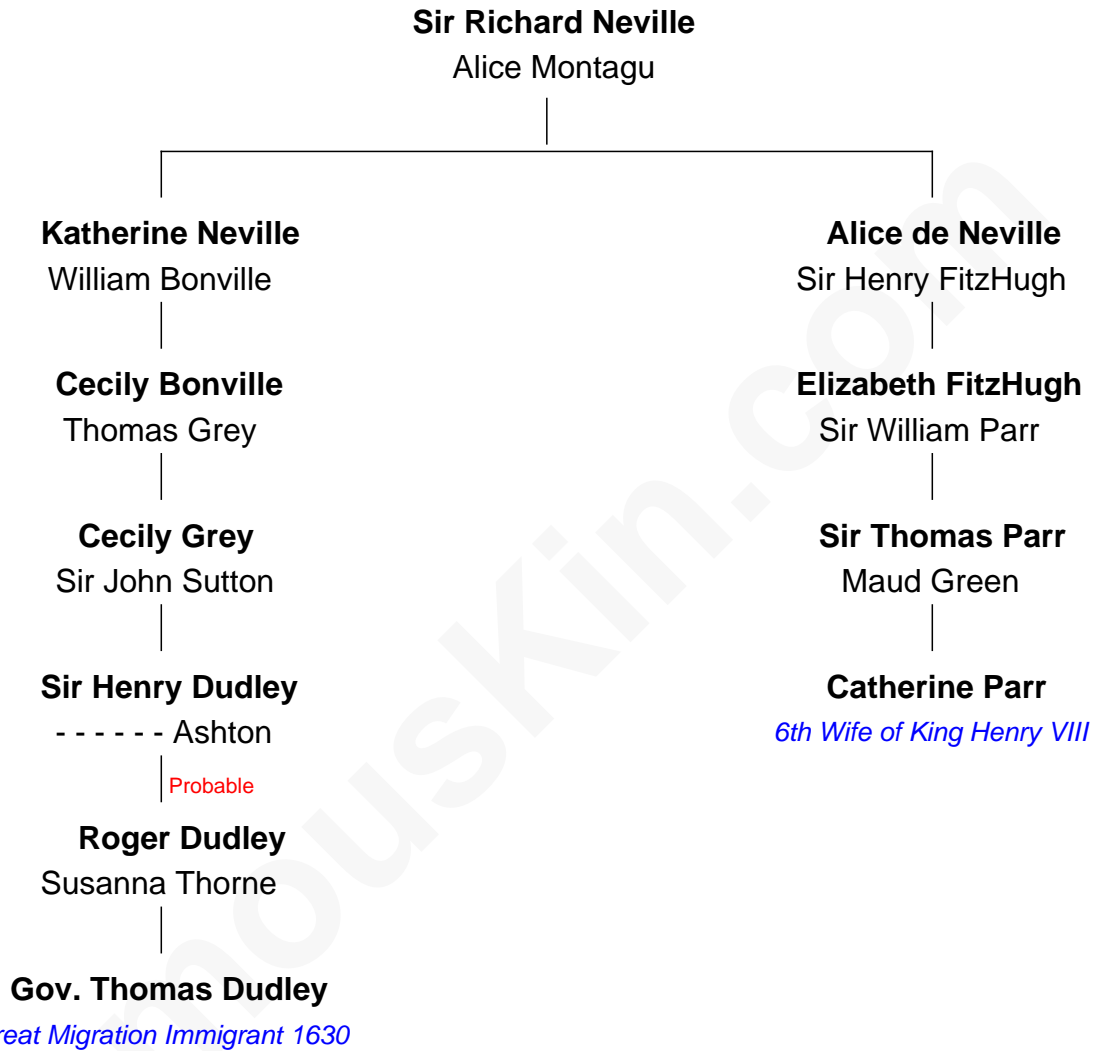 Sir Richard Neville
Alice Montagu
Katherine Neville
William Bonville
Alice de Neville
Sir Henry FitzHugh
Cecily Bonville
Thomas Grey
Elizabeth FitzHugh
Sir William Parr
Cecily Grey
Sir John Sutton
Sir Thomas Parr
Maud Green
Sir Henry Dudley
- - - - - - Ashton
Probable
Catherine Parr
6th Wife of King Henry VIII
Roger Dudley
Susanna Thorne
Gov. Thomas Dudley
reat Migration Immigrant 1630
mousKin.com